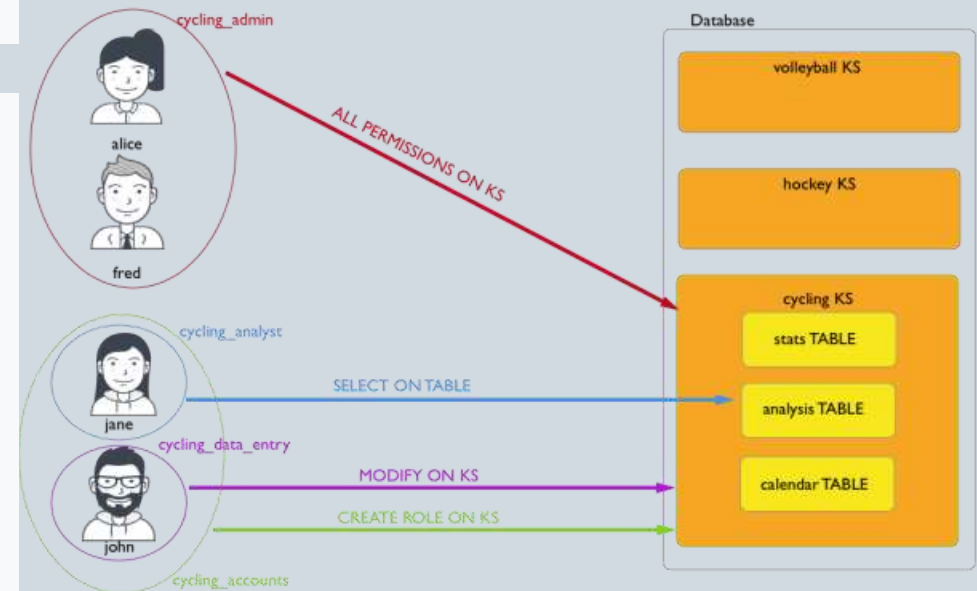 cycling_admin
Database
alice
fred
ALL PERMISSIONS ON KS
volleyball KS
hockey KS
cycling KS
stats TABLE
analysis TABLE
calendar TABLE
cycling_analyst
SELECT ON TABLE
jane
cycling_data_entry
MODIFY ON KS
CREATE ROLE ON KS
john
cycling_accounts